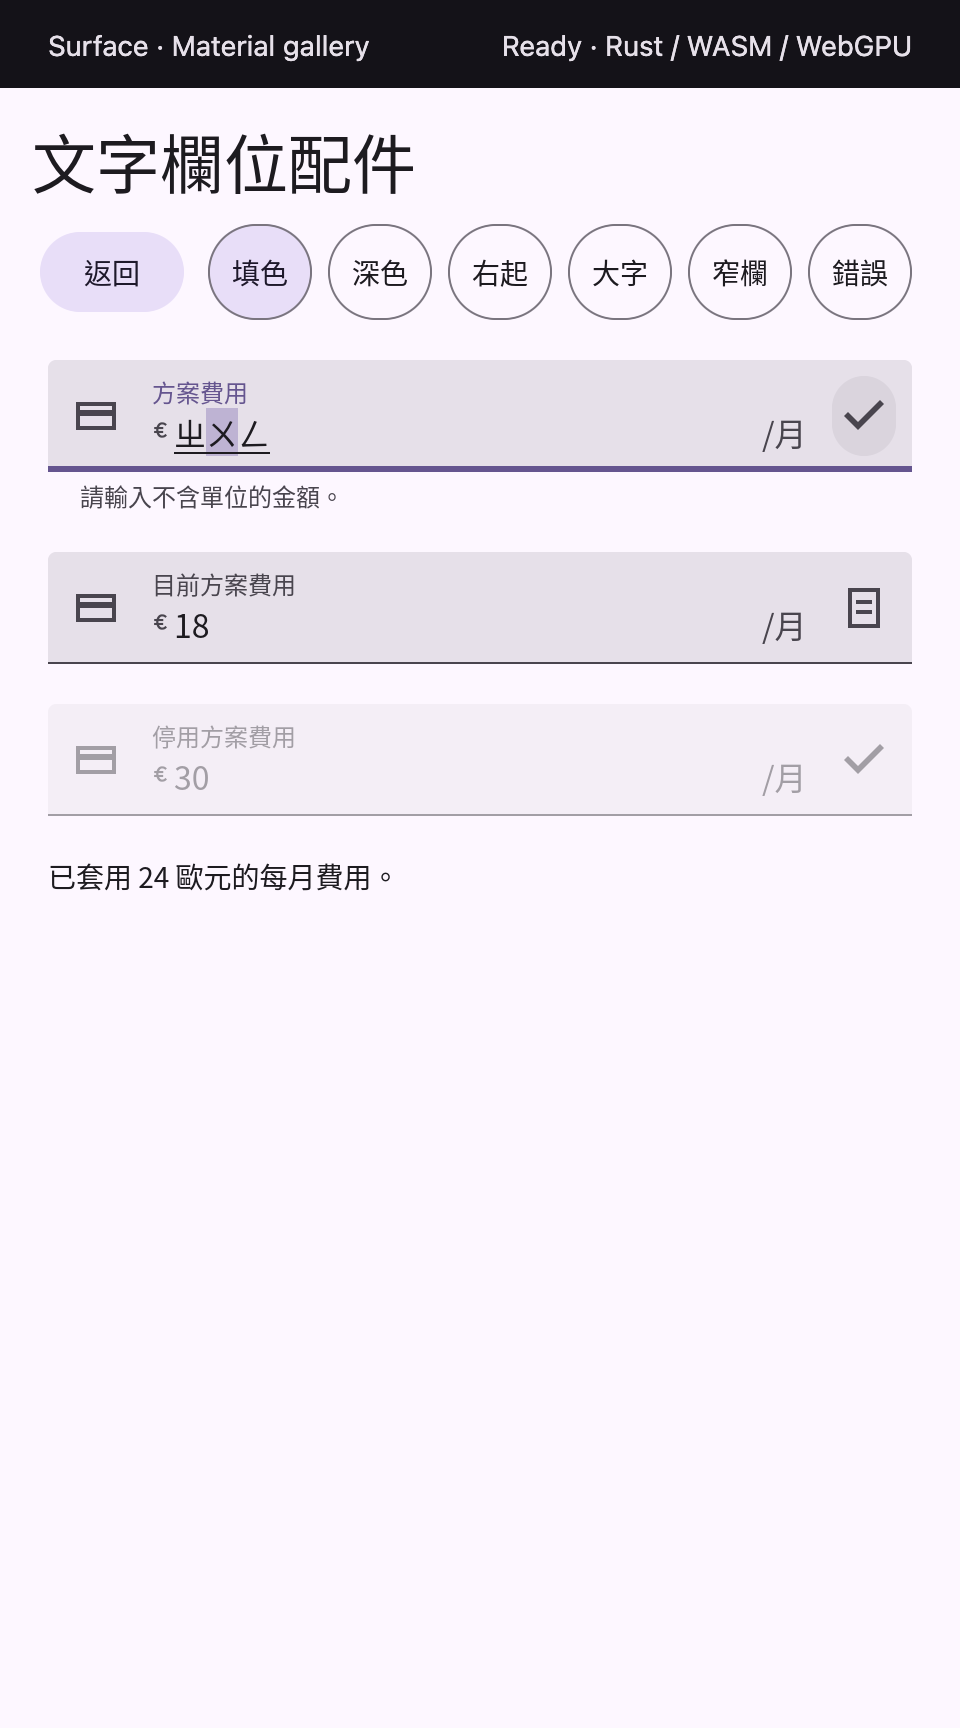 Surface · Material gallery
Ready · Rust / WASM / WebGPU
文字欄位配件
返回
填色
深色
右起
大字
窄欄
錯誤
方案費用
€ ㄓㄨㄥ /月
請輸入不含單位的金額。
目前方案費用
€ 18 /月
停用方案費用
€ 30 /月
已套用 24 歐元的每月費用。